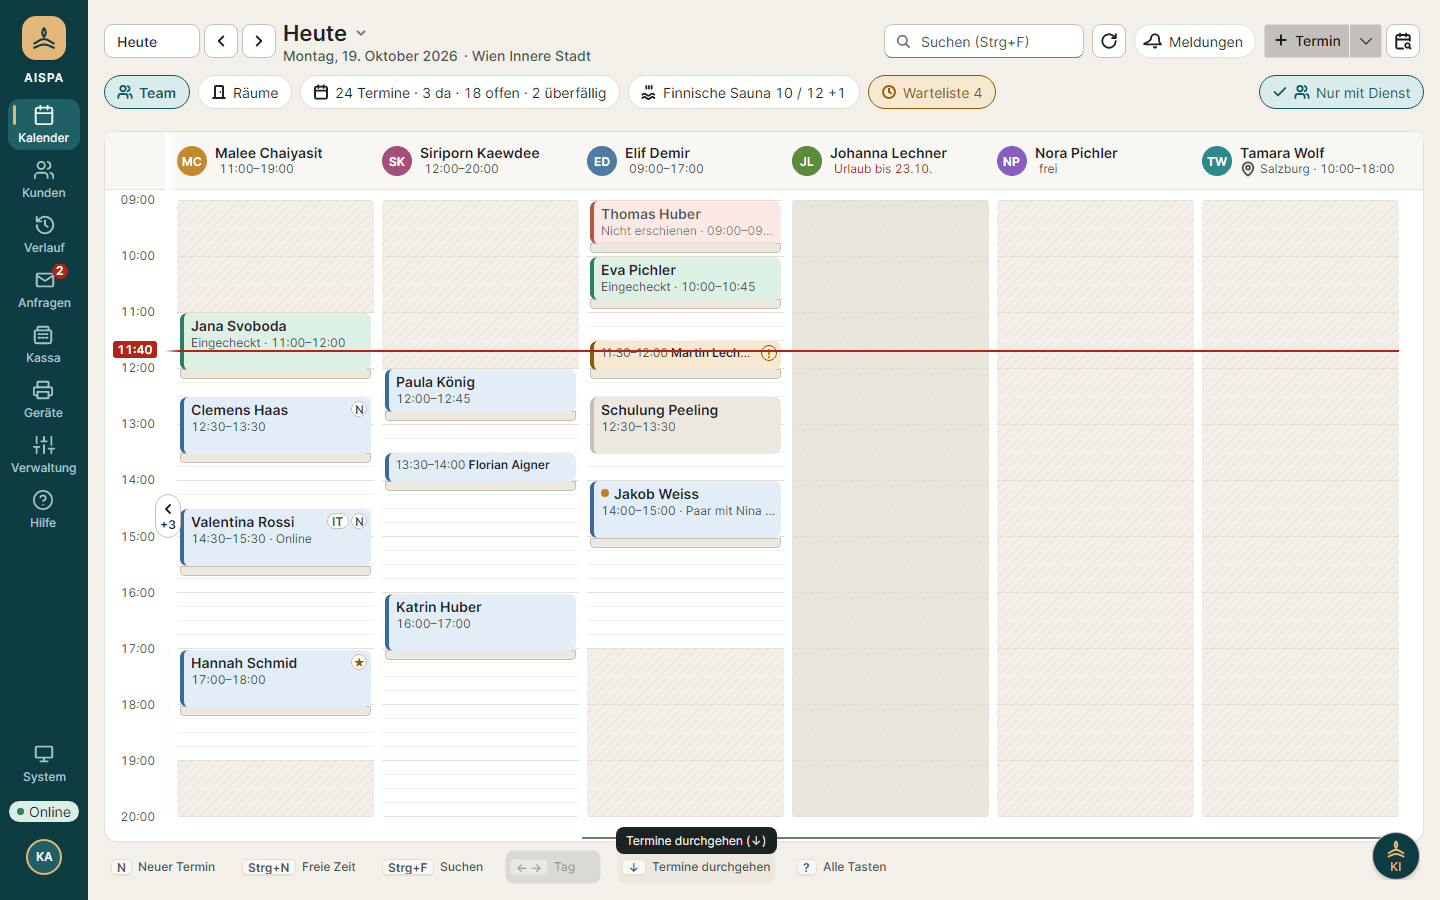 AISPA
Kalender
Kunden
Verlauf
2
Anfragen
Kassa
Geräte
Verwaltung
Hilfe
System
Online
KA
Heute
Heute
Montag, 19. Oktober 2026 · Wien Innere Stadt
Suchen (Strg+F)
Meldungen
+ Termin
Team
Räume
24 Termine · 3 da · 18 offen · 2 überfällig
Finnische Sauna 10 / 12 +1
Warteliste 4
Nur mit Dienst
MC
Malee Chaiyasit
11:00–19:00
SK
Siriporn Kaewdee
12:00–20:00
ED
Elif Demir
09:00–17:00
JL
Johanna Lechner
Urlaub bis 23.10.
NP
Nora Pichler
frei
TW
Tamara Wolf
Salzburg · 10:00–18:00
09:00
10:00
11:00
11:40
12:00
13:00
14:00
15:00
16:00
17:00
18:00
19:00
20:00
+3
Jana Svoboda
Eingecheckt · 11:00–12:00
Clemens Haas
N
12:30–13:30
Valentina Rossi
IT
N
14:30–15:30 · Online
Hannah Schmid
17:00–18:00
Paula König
12:00–12:45
13:30–14:00 Florian Aigner
Katrin Huber
16:00–17:00
Thomas Huber
Nicht erschienen · 09:00–09...
Eva Pichler
Eingecheckt · 10:00–10:45
11:30–12:00 Martin Lech...
Schulung Peeling
12:30–13:30
Jakob Weiss
14:00–15:00 · Paar mit Nina ...
Termine durchgehen (↓)
N Neuer Termin
Strg+N Freie Zeit
Strg+F Suchen
← → Tag
↓ Termine durchgehen
? Alle Tasten
KI